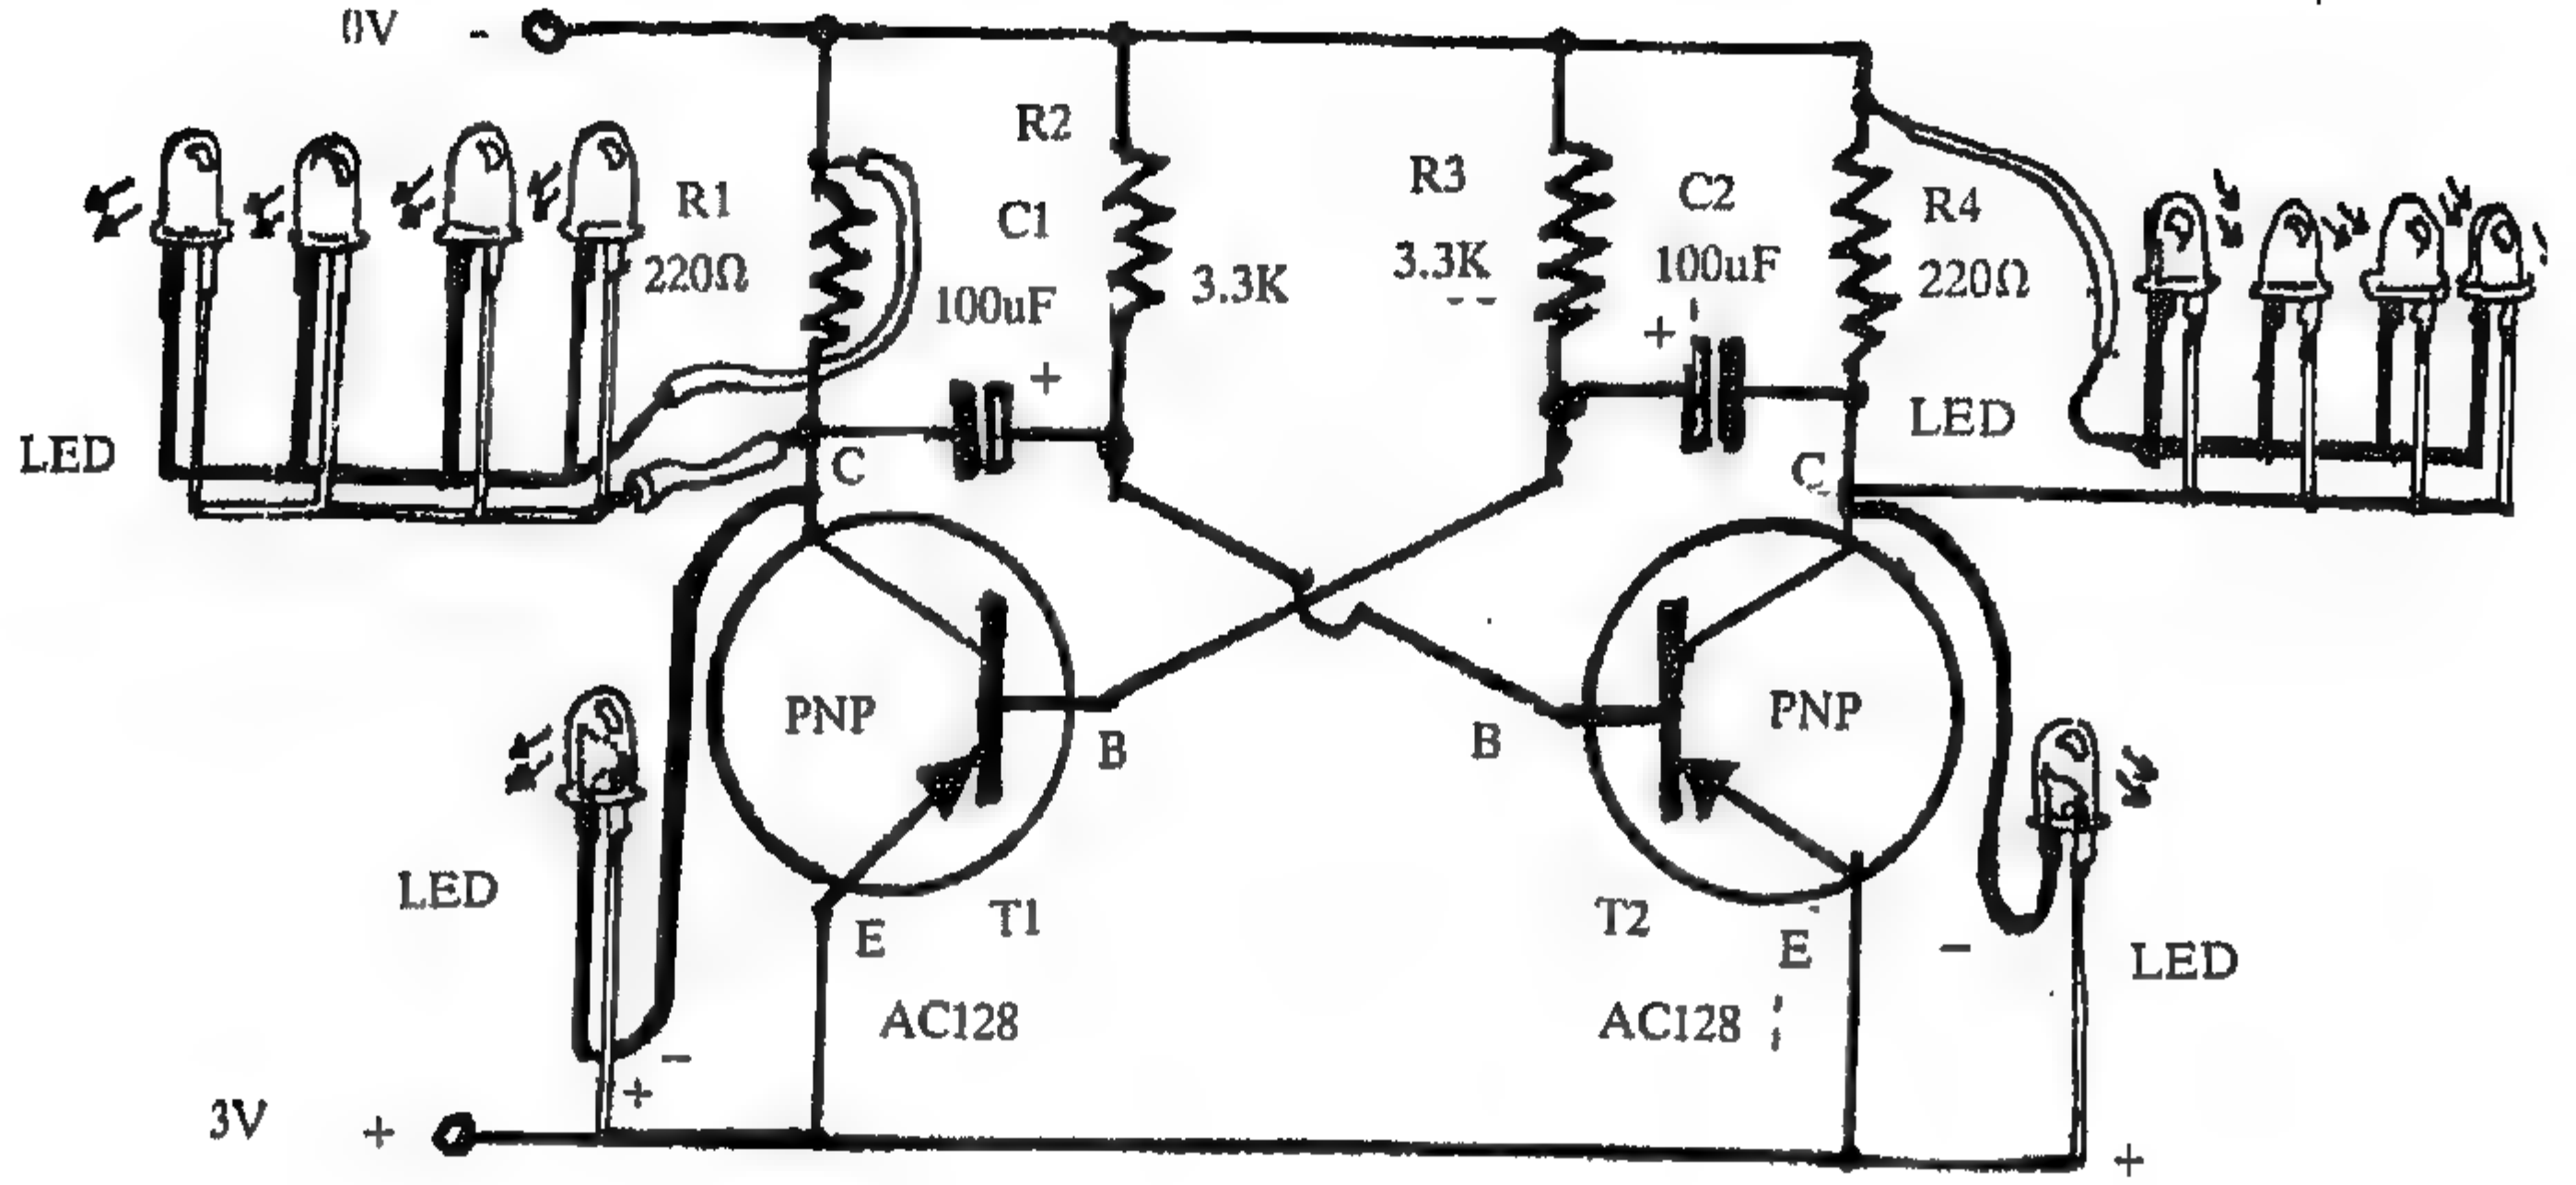 0V -
R2
R1
C1
220Ω
100uF
+
3.3K
R3
3.3K
C2
100uF
+
R4
220Ω
LED
C
LED
C
PNP
B
B
PNP
LED
E
T1
T2
E
-
LED
AC128
AC128
-
+
3V +
+